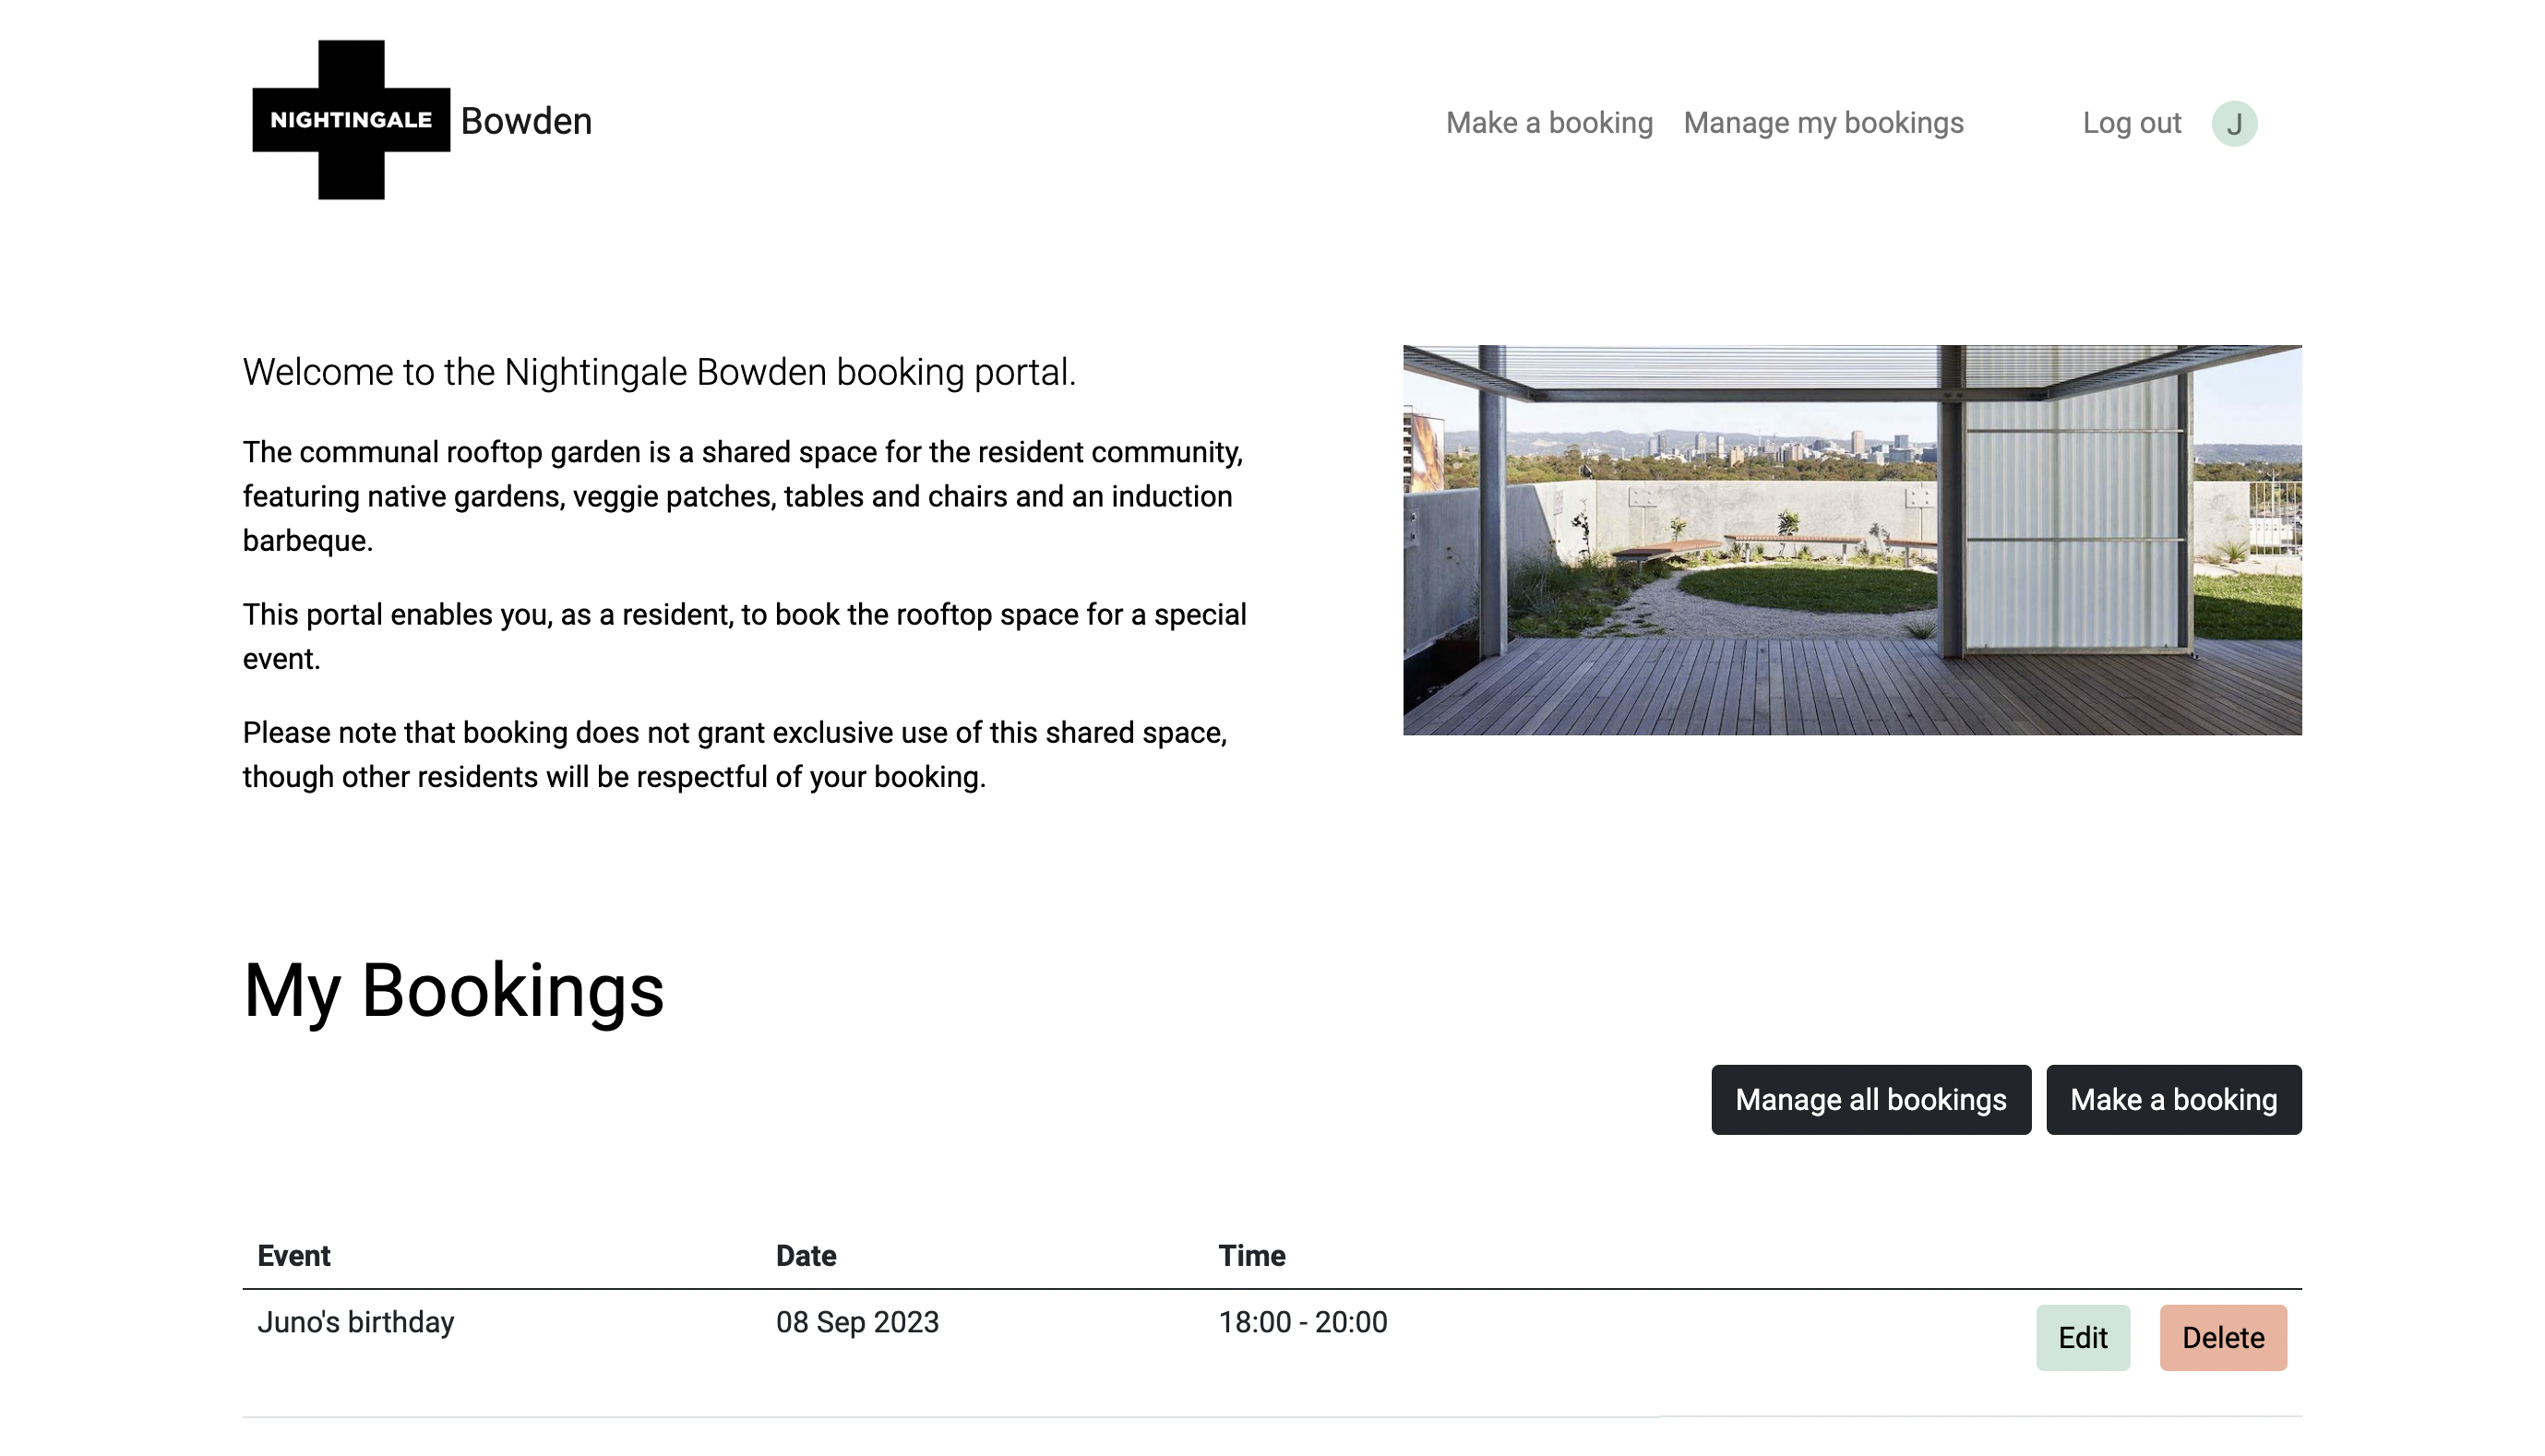 NIGHTINGALE Bowden
Make a booking
Manage my bookings
Log out
J
Welcome to the Nightingale Bowden booking portal.
The communal rooftop garden is a shared space for the resident community,
featuring native gardens, veggie patches, tables and chairs and an induction
barbeque.
This portal enables you, as a resident, to book the rooftop space for a special
event.
Please note that booking does not grant exclusive use of this shared space,
though other residents will be respectful of your booking.
My Bookings
Manage all bookings
Make a booking
Event Date Time
Juno's birthday 08 Sep 2023 18:00 - 20:00 Edit Delete